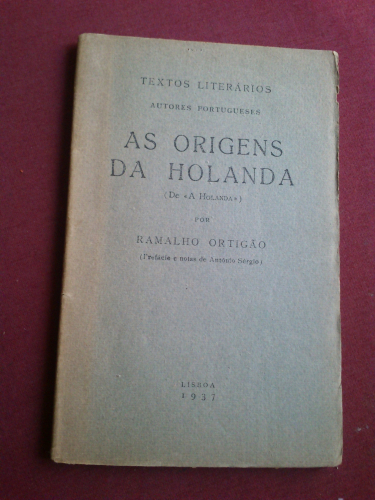 TEXTOS LITERÁRIOS
AUTORES PORTUGUESES
AS ORIGENS
DA HOLANDA
(DE «A HOLANDA»)
POR
RAMALHO ORTIGÃO
(Prefácio e notas de António Sérgio)
LISBOA
1937